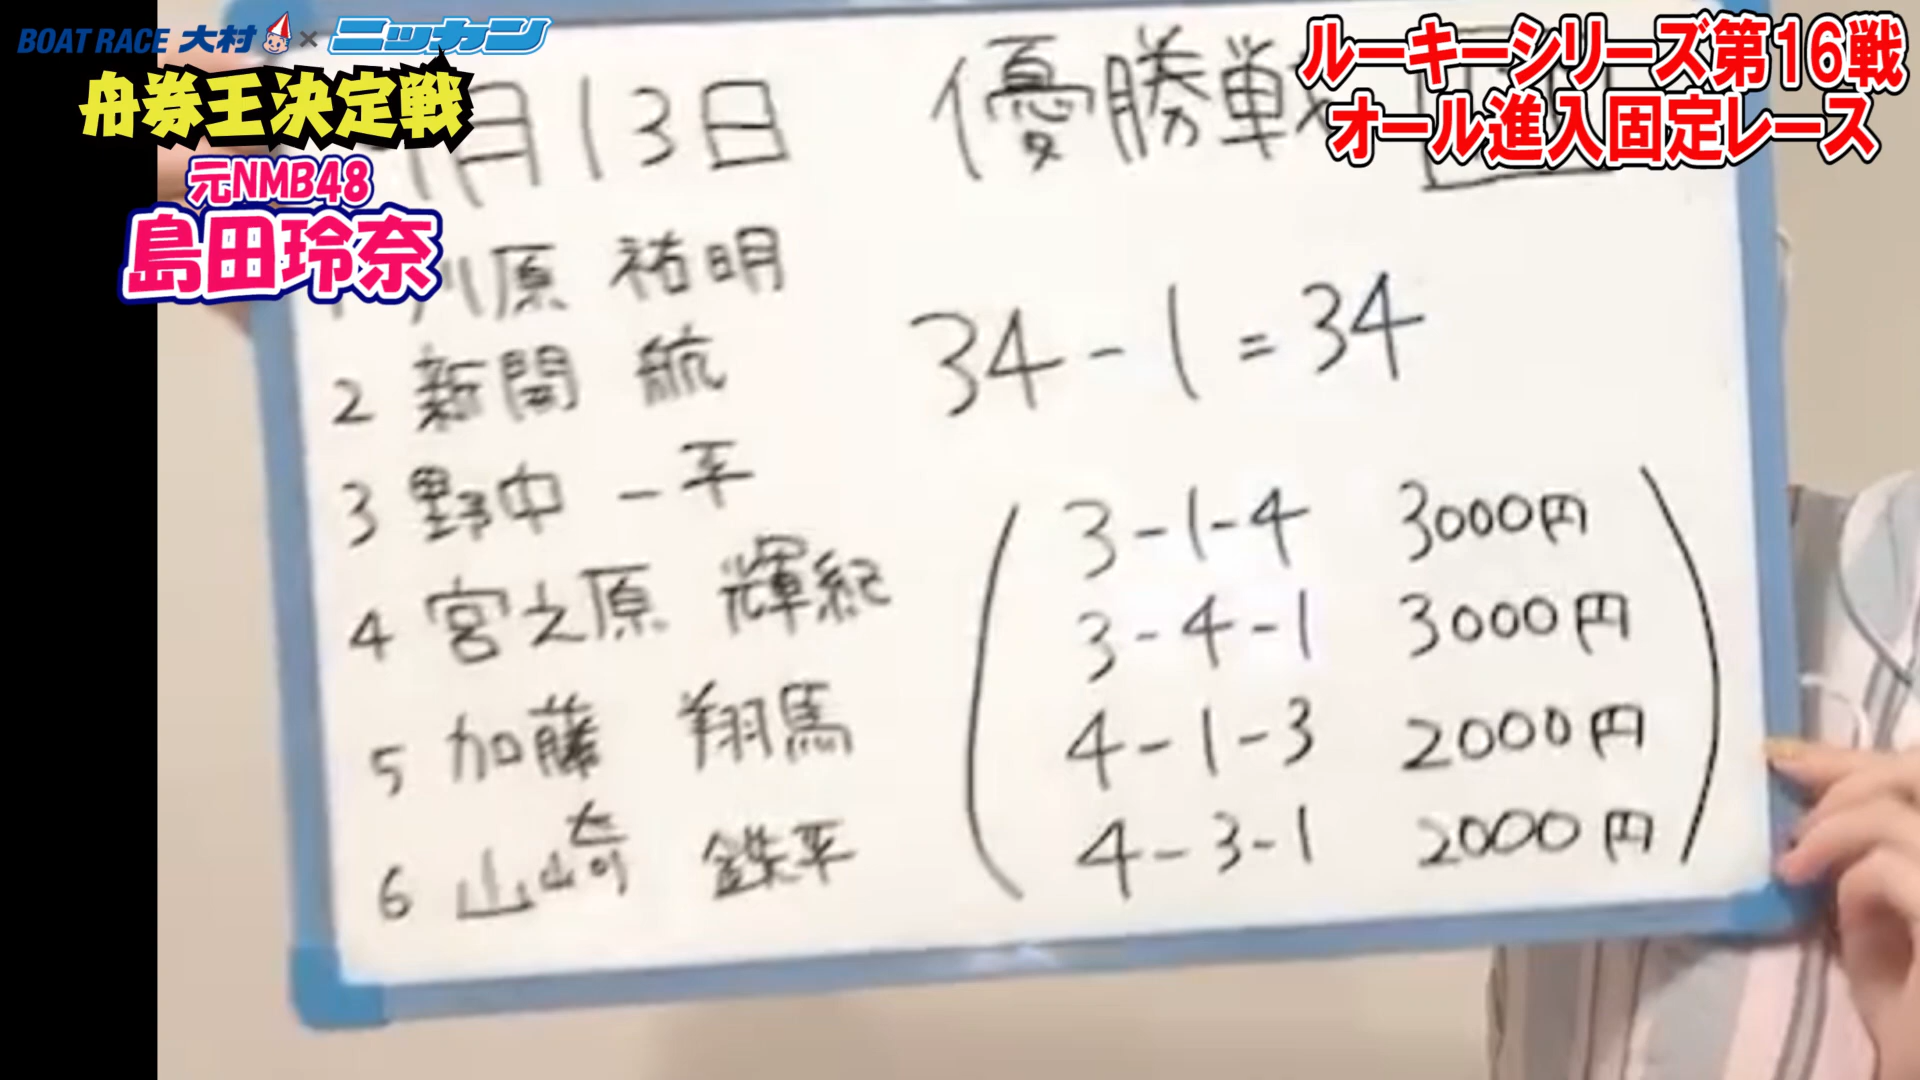 BOAT RACE 大村 × ニッカン
舟券王決定戦
元NMB48
島田玲奈
ルーキーシリーズ第16戦
オール進入固定レース
月13日 優勝戦
1 川原 祐明
2 新開 航
3 野中 一平
4 宮之原 輝紀
5 加藤 翔馬
6 山崎 鉄平
34-1=34
3-1-4 3000円
3-4-1 3000円
4-1-3 2000円
4-3-1 2000円